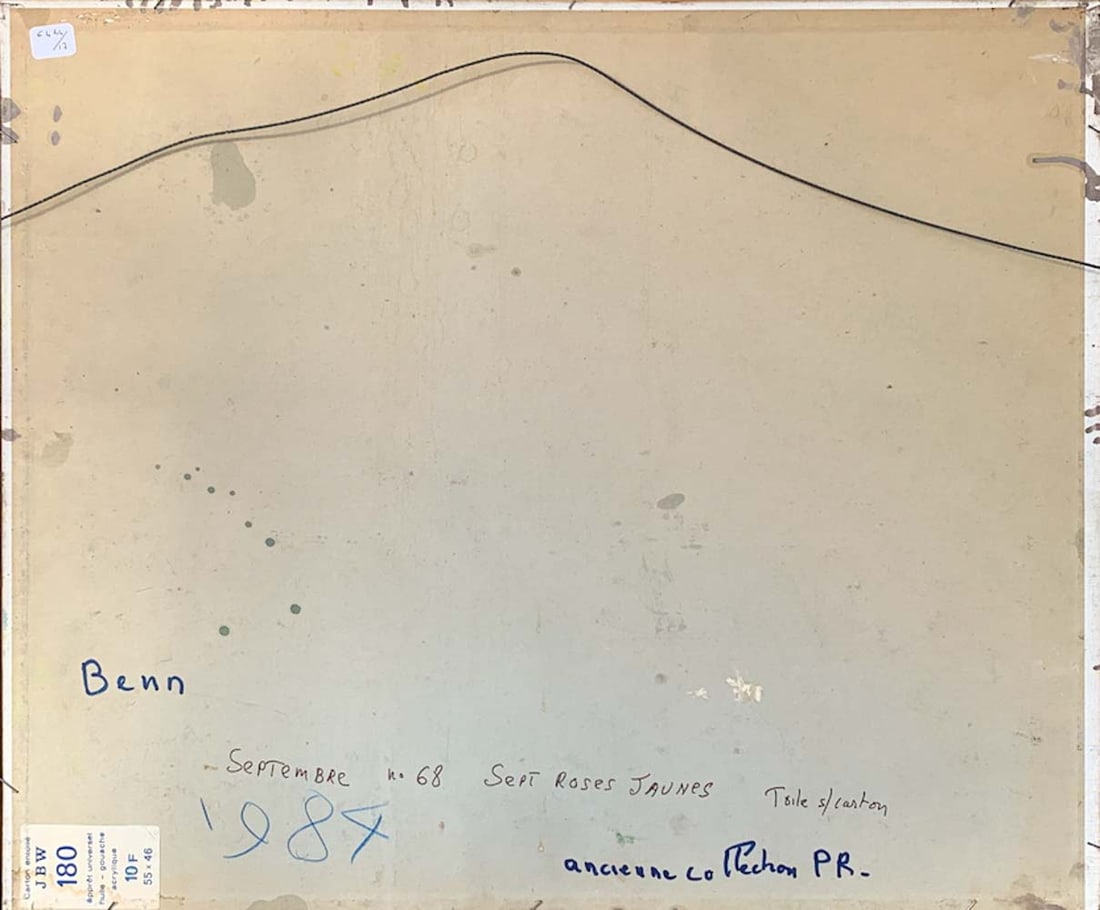 Benn
SEPTEMBRE n° 68 SEPT ROSES JAUNES Toile s/carton
1984
ancienne collection PR.
Carton entoilé
JBW
180
apprêt universel
huile - gouache
acrylique
10 F
55 x 46